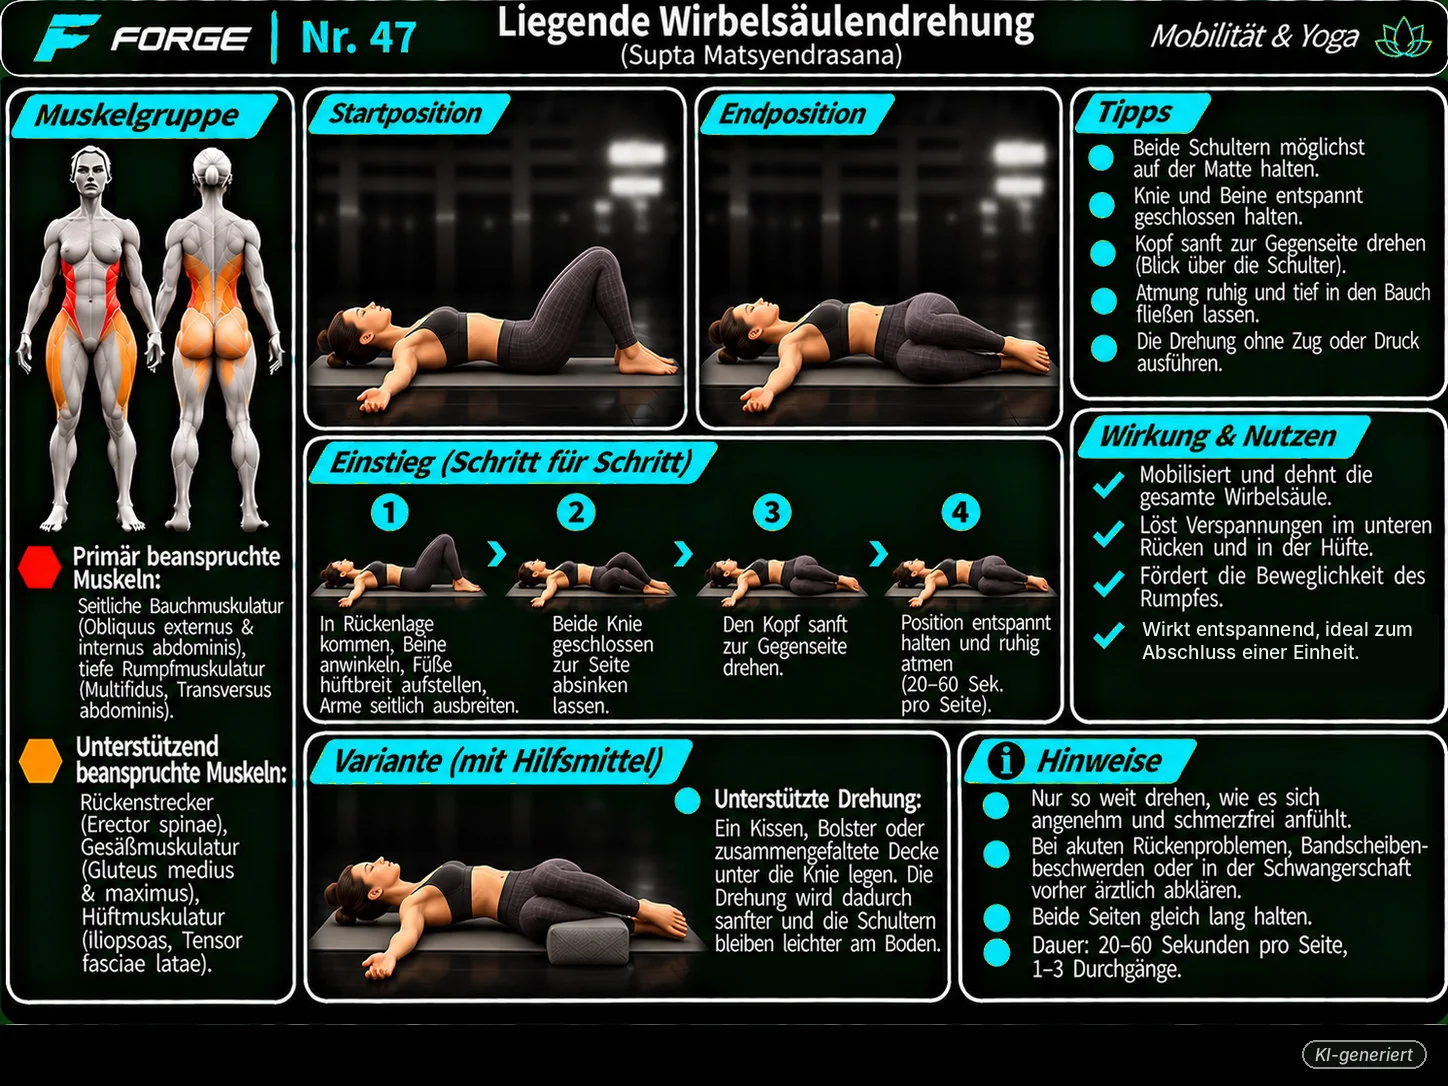 FORGE
Nr. 47
Liegende Wirbelsäulendrehung
(Supta Matsyendrasana)
Mobilität & Yoga
Muskelgruppe
Primär beanspruchte
Muskeln:
Seitliche Bauchmuskulatur
(Obliquus externus &
internus abdominis),
tiefe Rumpfmuskulatur
(Multifidus, Transversus
abdominis).
Unterstützend
beanspruchte Muskeln:
Rückenstrecker
(Erector spinae),
Gesäßmuskulatur
(Gluteus medius
& maximus),
Hüftmuskulatur
(iliopsoas, Tensor
fasciae latae).
Startposition
Endposition
Einstieg (Schritt für Schritt)
1
In Rückenlage
kommen, Beine
anwinkeln, Füße
hüftbreit aufstellen,
Arme seitlich ausbreiten.
2
Beide Knie
geschlossen
zur Seite
absinken
lassen.
3
Den Kopf sanft
zur Gegenseite
drehen.
4
Position entspannt
halten und ruhig
atmen
(20–60 Sek.
pro Seite).
Variante (mit Hilfsmittel)
Unterstützte Drehung:
Ein Kissen, Bolster oder
zusammengefaltete Decke
unter die Knie legen. Die
Drehung wird dadurch
sanfter und die Schultern
bleiben leichter am Boden.
Tipps
Beide Schultern möglichst
auf der Matte halten.
Knie und Beine entspannt
geschlossen halten.
Kopf sanft zur Gegenseite drehen
(Blick über die Schulter).
Atmung ruhig und tief in den Bauch
fließen lassen.
Die Drehung ohne Zug oder Druck
ausführen.
Wirkung & Nutzen
Mobilisiert und dehnt die
gesamte Wirbelsäule.
Löst Verspannungen im unteren
Rücken und in der Hüfte.
Fördert die Beweglichkeit des
Rumpfes.
Wirkt entspannend, ideal zum
Abschluss einer Einheit.
i Hinweise
Nur so weit drehen, wie es sich
angenehm und schmerzfrei anfühlt.
Bei akuten Rückenproblemen, Bandscheiben-
beschwerden oder in der Schwangerschaft
vorher ärztlich abklären.
Beide Seiten gleich lang halten.
Dauer: 20–60 Sekunden pro Seite,
1–3 Durchgänge.
KI-generiert